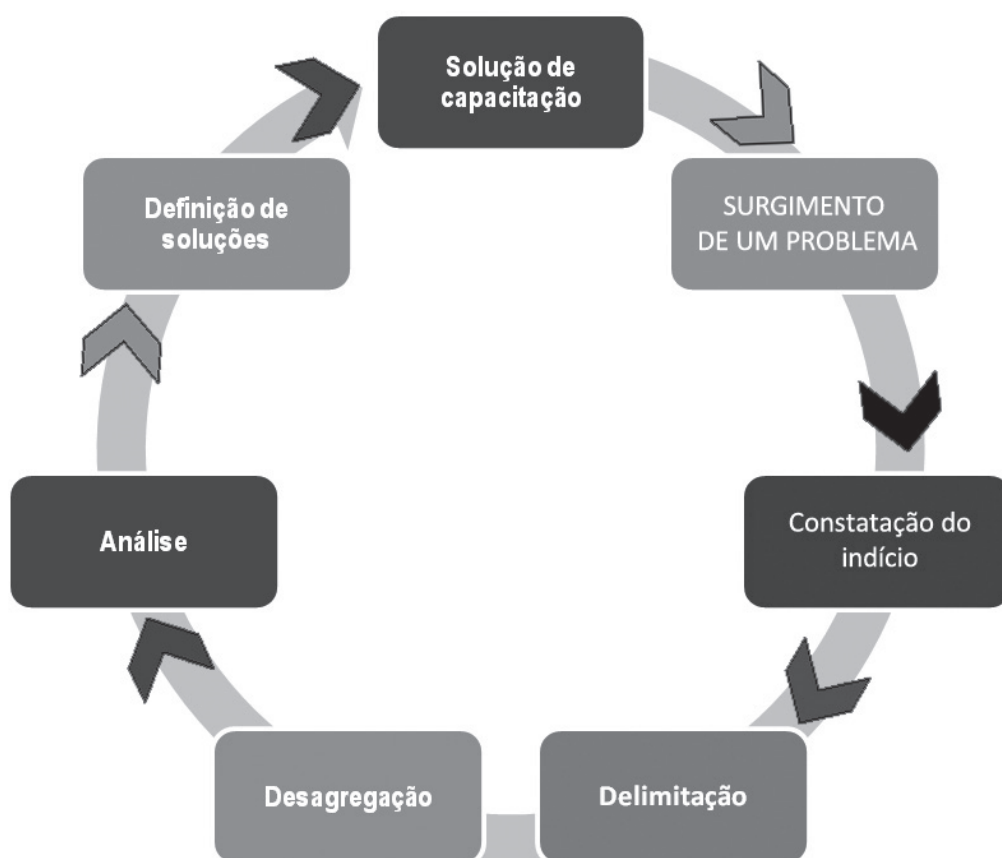 Solução de
capacitação
SURGIMENTO
DE UM PROBLEMA
Constatação do
indício
Delimitação
Desagregação
Análise
Definição de
soluções